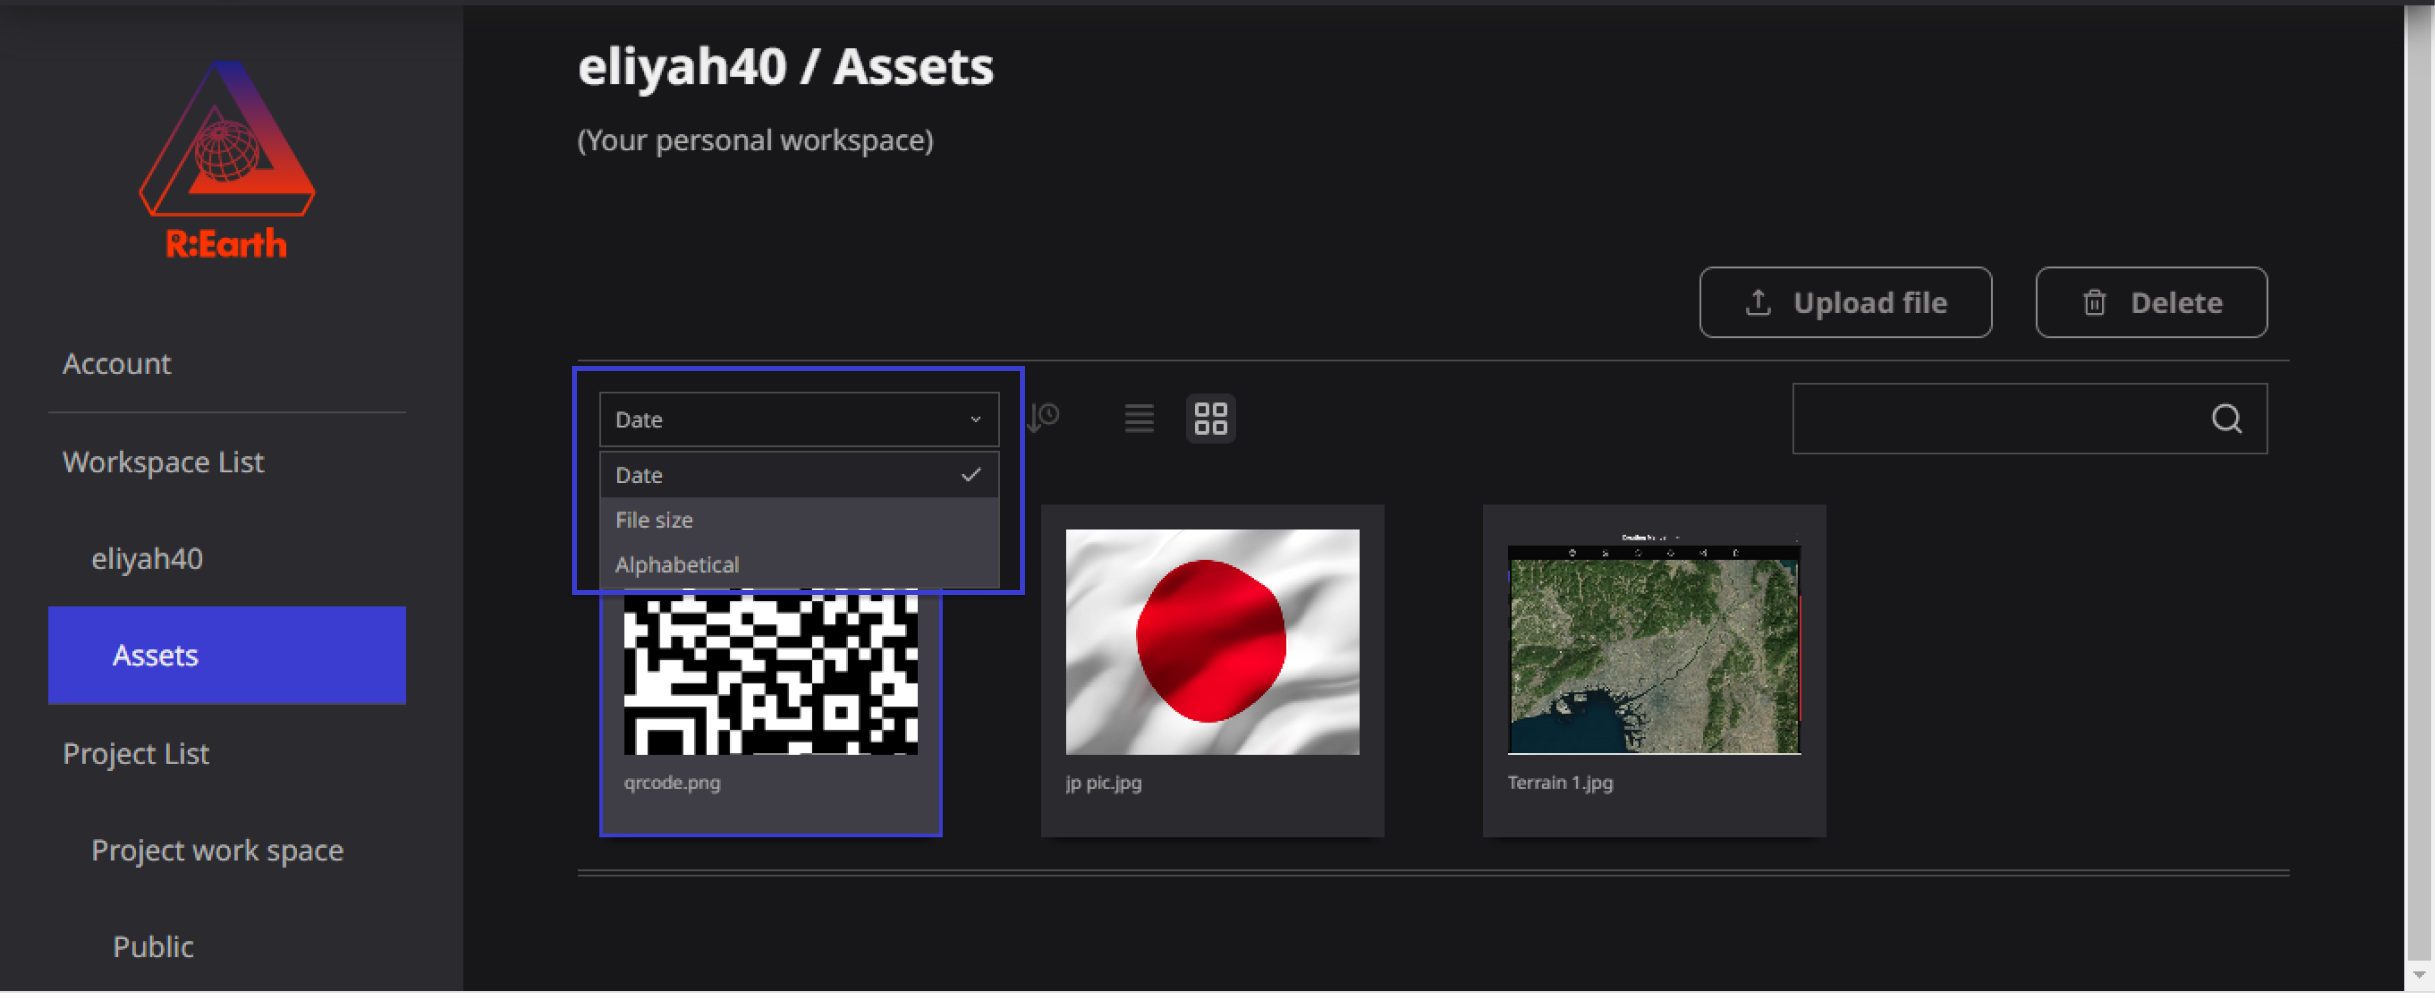 eliyah40 / Assets
(Your personal workspace)
R:Earth
Upload file
Delete
Account
Date
Date
Workspace List
File size
eliyah40
Alphabetical
Assets
Project List
qrcode.png
jp pic.jpg
Terrain 1.jpg
Project work space
Public